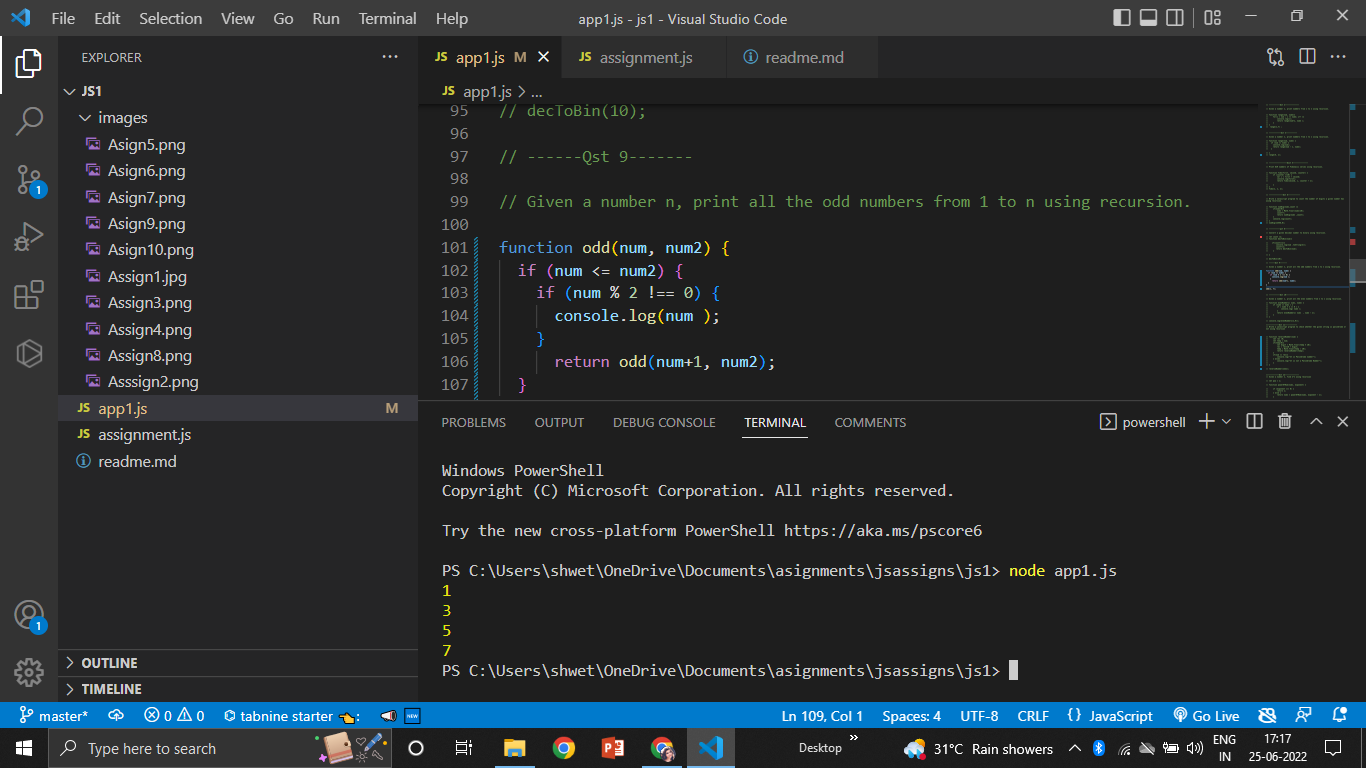 File Edit Selection View Go Run Terminal Help
app1.js - js1 - Visual Studio Code
EXPLORER
JS1
images
Asign5.png
Asign6.png
Asign7.png
Asign9.png
Asign10.png
Assign1.jpg
Assign3.png
Assign4.png
Assign8.png
Asssign2.png
JS app1.js M
JS assignment.js
readme.md
OUTLINE
TIMELINE
JS app1.js M
JS assignment.js
readme.md
JS app1.js > ...
95 // decToBin(10);
96
97 // ------Qst 9-------
98
99 // Given a number n, print all the odd numbers from 1 to n using recursion.
100
101 function odd(num, num2) {
102 if (num <= num2) {
103 if (num % 2 !== 0) {
104 console.log(num );
105 }
106 return odd(num+1, num2);
107 }
PROBLEMS OUTPUT DEBUG CONSOLE TERMINAL COMMENTS
powershell
Windows PowerShell
Copyright (C) Microsoft Corporation. All rights reserved.
Try the new cross-platform PowerShell https://aka.ms/pscore6
PS C:\Users\shwet\OneDrive\Documents\asignments\jsassigns\js1> node app1.js
1
3
5
7
PS C:\Users\shwet\OneDrive\Documents\asignments\jsassigns\js1>
1
1
master* 0 0 tabnine starter : NEW
Ln 109, Col 1 Spaces: 4 UTF-8 CRLF {} JavaScript Go Live
Type here to search
Desktop »
31°C Rain showers
ENG
IN
17:17
25-06-2022